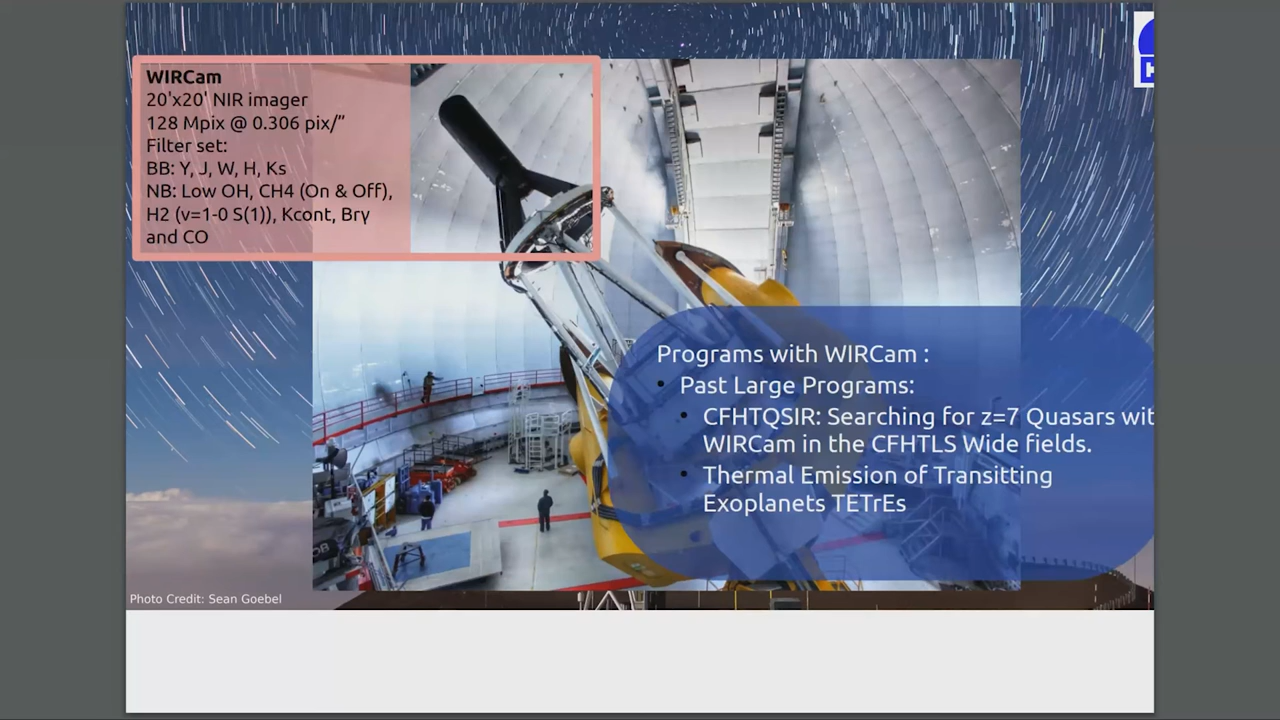 WIRCam
20'x20' NIR imager
128 Mpix @ 0.306 pix/”
Filter set:
BB: Y, J, W, H, Ks
NB: Low OH, CH4 (On & Off),
H2 (v=1-0 S(1)), Kcont, Brγ
and CO
Programs with WIRCam :
• Past Large Programs:
• CFHTQSIR: Searching for z=7 Quasars wit
WIRCam in the CFHTLS Wide fields.
• Thermal Emission of Transitting
Exoplanets TETrEs
Photo Credit: Sean Goebel